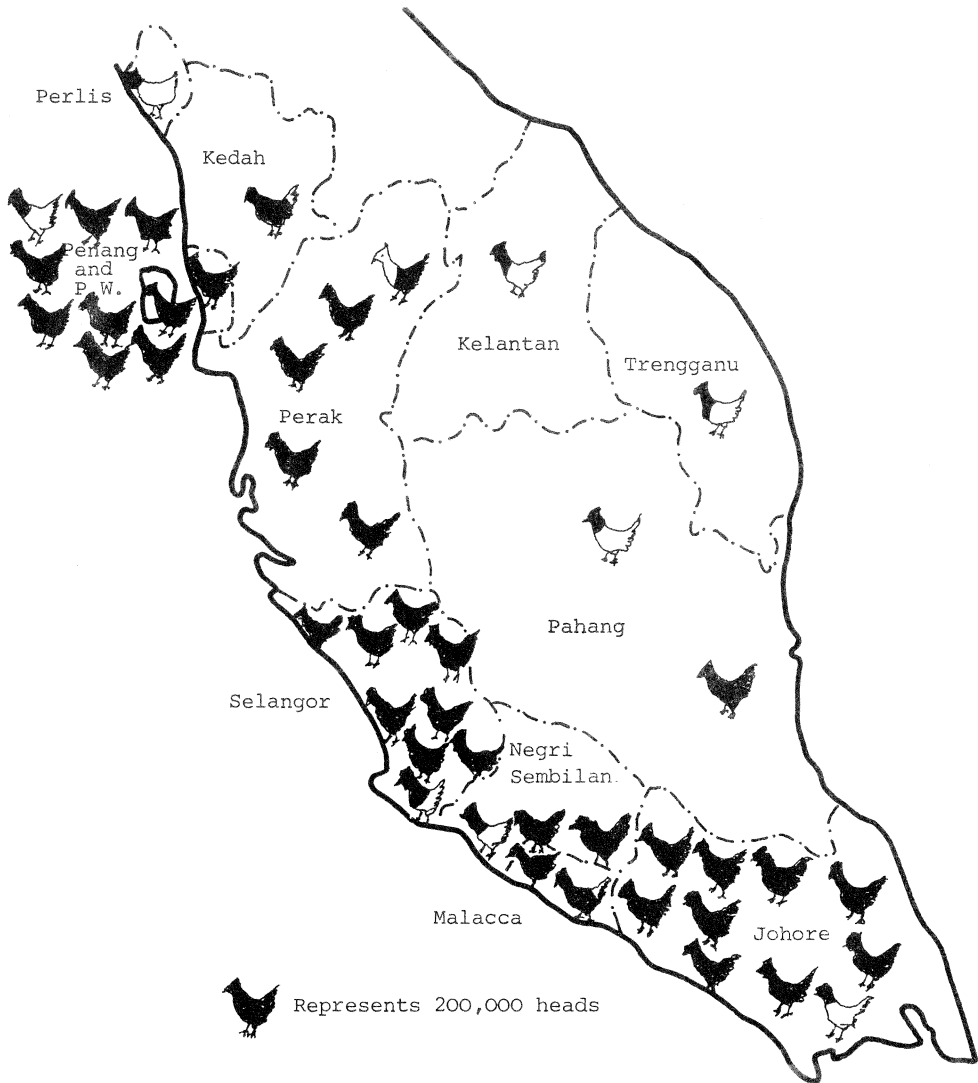 Perlis
Kedah
Penang
and
P.W.
Kelantan
Trengganu
Perak
Pahang
Selangor
Negri
Sembilan
Malacca
Johore
Represents 200,000 heads